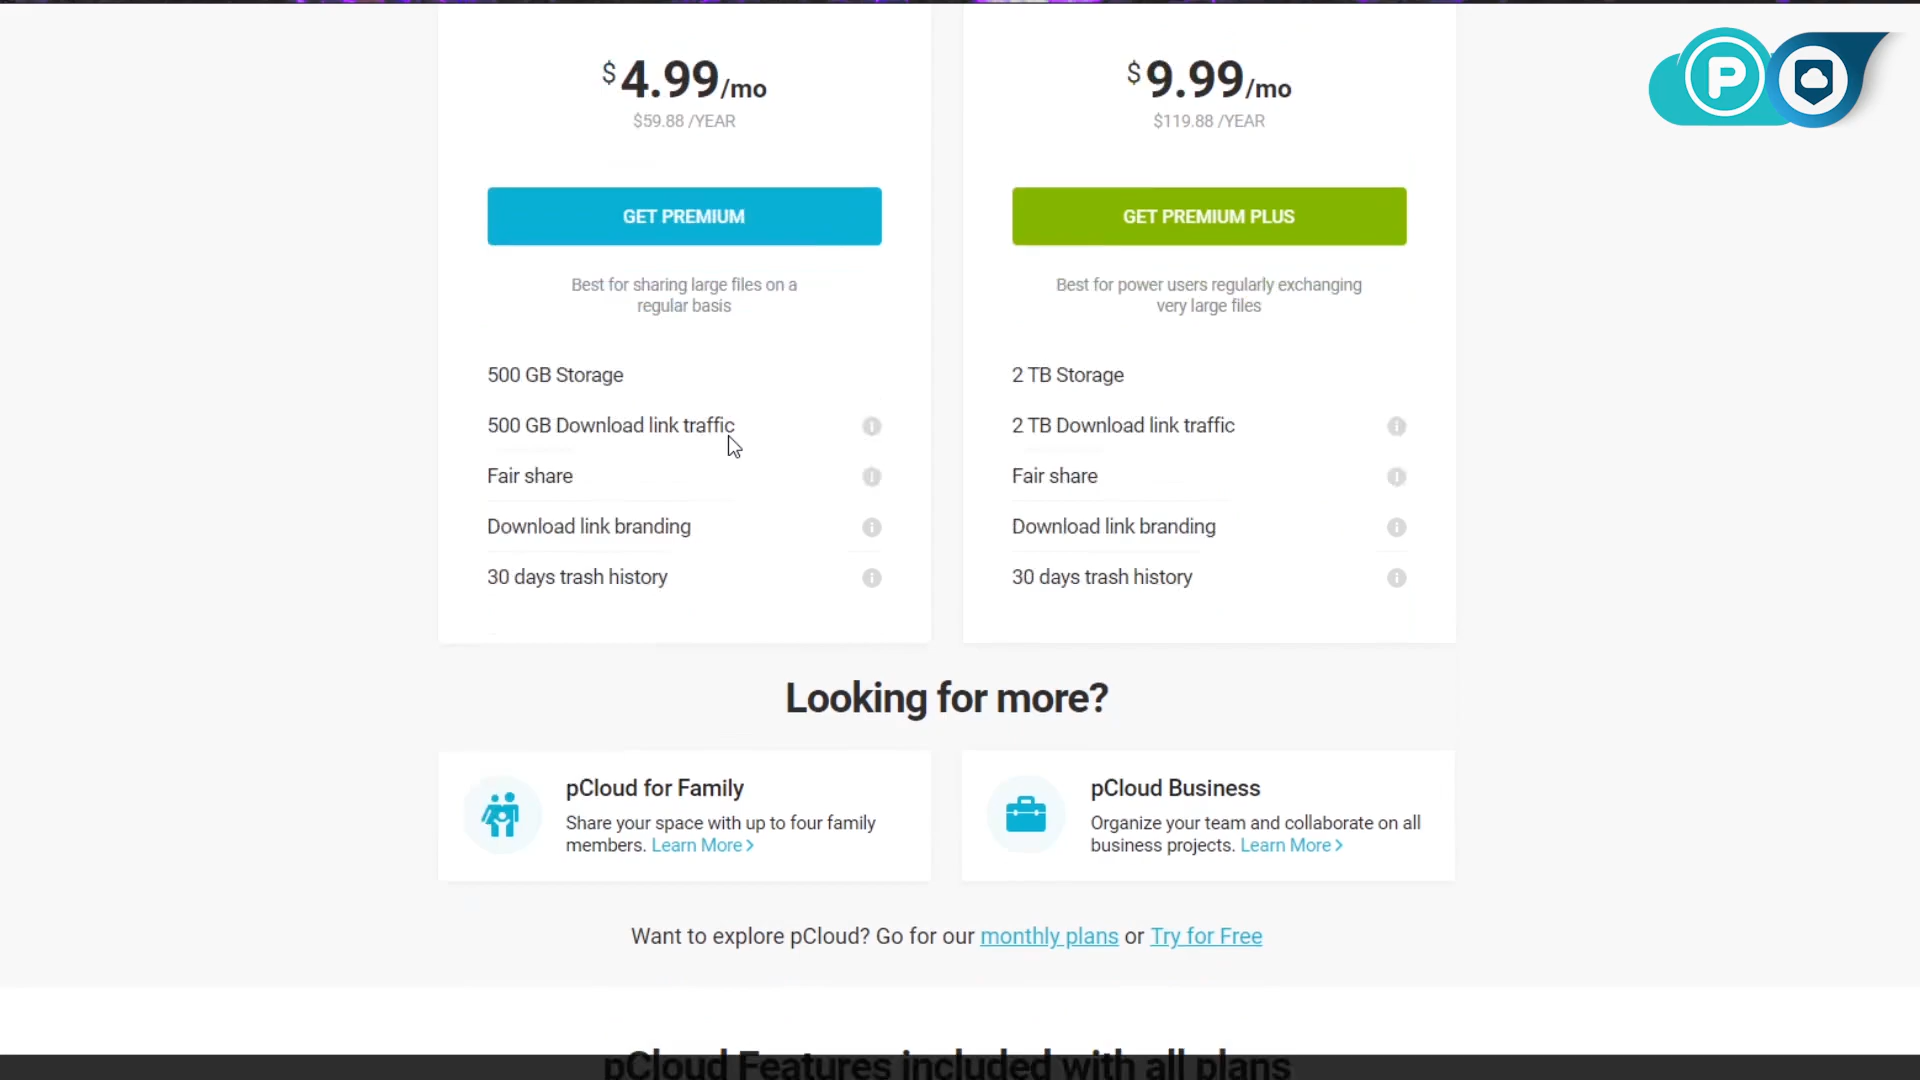 $4.99/mo
$59.88 /YEAR
GET PREMIUM
Best for sharing large files on a
regular basis
500 GB Storage
500 GB Download link traffic
Fair share
Download link branding
30 days trash history
$9.99/mo
$119.88 /YEAR
GET PREMIUM PLUS
Best for power users regularly exchanging
very large files
2 TB Storage
2 TB Download link traffic
Fair share
Download link branding
30 days trash history
P
Looking for more?
pCloud for Family
Share your space with up to four family
members. Learn More >
pCloud Business
Organize your team and collaborate on all
business projects. Learn More >
Want to explore pCloud? Go for our monthly plans or Try for Free
pCloud Features included with all plans